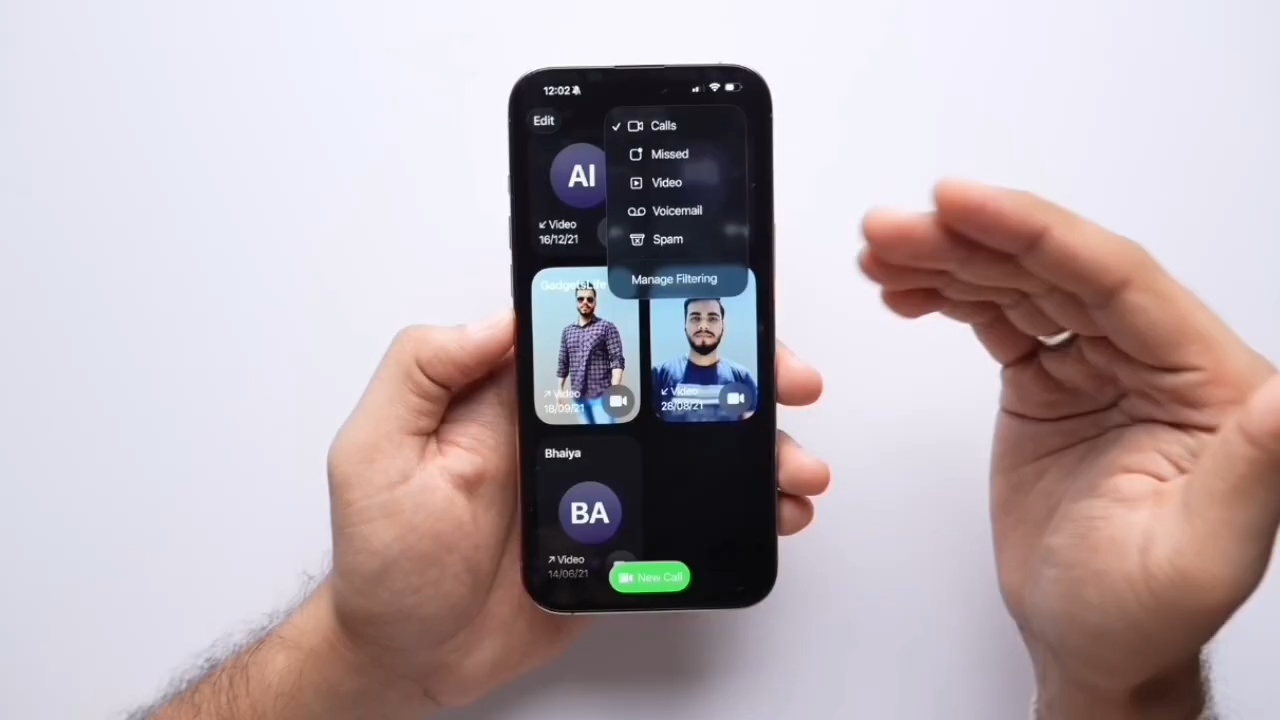 12:02
Edit
Calls
Missed
Video
Voicemail
Spam
Manage Filtering
AI
Video
16/12/21
GadgetsLife
Video
18/09/21
Video
28/08/21
Bhaiya
BA
Video
14/06/21
New Call